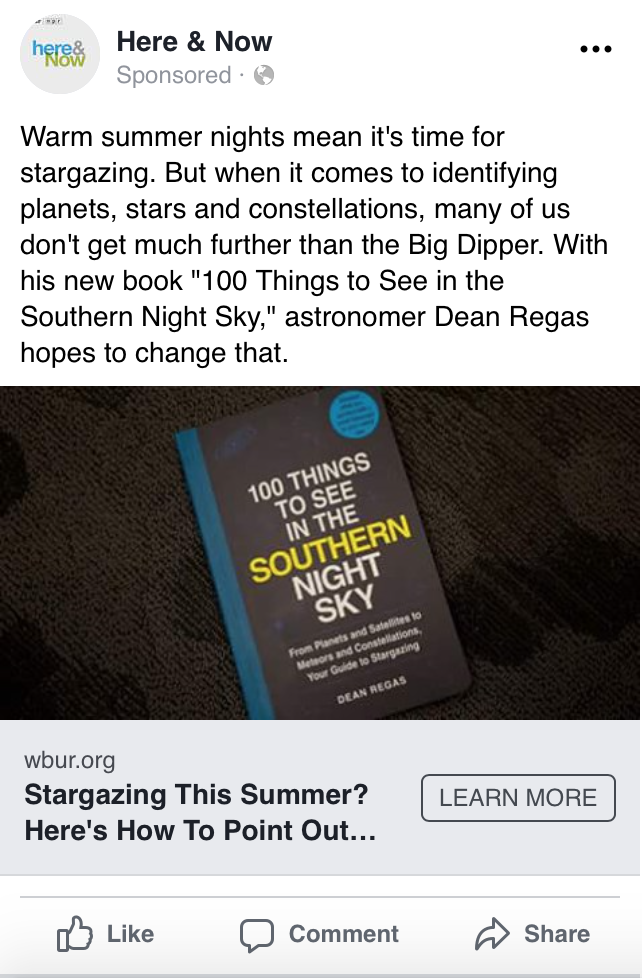 npr
here&
Now
Here & Now
Sponsored ·
Warm summer nights mean it's time for
stargazing. But when it comes to identifying
planets, stars and constellations, many of us
don't get much further than the Big Dipper. With
his new book "100 Things to See in the
Southern Night Sky," astronomer Dean Regas
hopes to change that.
100 THINGS
TO SEE
IN THE
SOUTHERN
NIGHT
SKY
From Planets and Satellites to
Meteors and Constellations,
Your Guide to Stargazing
DEAN REGAS
wbur.org
Stargazing This Summer?
Here's How To Point Out...
LEARN MORE
Like Comment Share